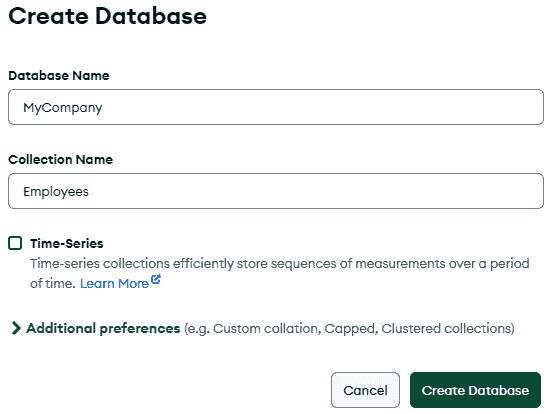 Create Database
Database Name
MyCompany
Collection Name
Employees
Time-Series
Time-series collections efficiently store sequences of measurements over a period
of time. Learn More
Additional preferences (e.g. Custom collation, Capped, Clustered collections)
Cancel Create Database